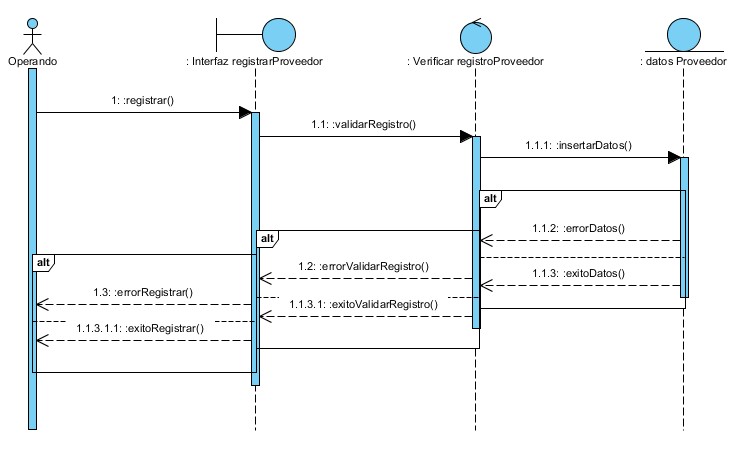 Operando
: Interfaz registrarProveedor
: Verificar registroProveedor
: datos Proveedor
1: :registrar()
1.1: :validarRegistro()
1.1.1: :insertarDatos()
alt
1.1.2: :errorDatos()
alt
alt
1.2: :errorValidarRegistro()
1.1.3: :exitoDatos()
1.3: :errorRegistrar()
1.1.3.1: :exitoValidarRegistro()
1.1.3.1.1: :exitoRegistrar()